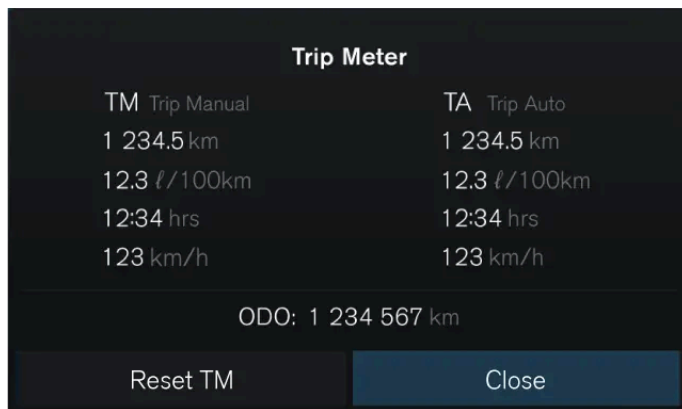 Trip Meter
TM Trip Manual TA Trip Auto
1 234.5 km 1 234.5 km
12.3 ℓ/100km 12.3 ℓ/100km
12:34 hrs 12:34 hrs
123 km/h 123 km/h
ODO: 1 234 567 km
Reset TM Close